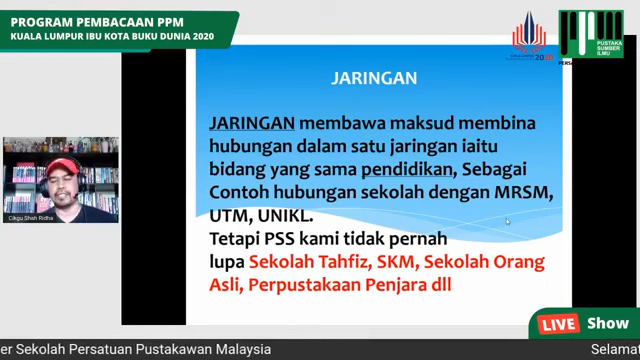 PROGRAM PEMBACAAN PPM
KUALA LUMPUR IBU KOTA BUKU DUNIA 2020
2020
PUSTAKA
SUMBER
ILMU
JARINGAN
JARINGAN membawa maksud membina
hubungan dalam satu jaringan iaitu
bidang yang sama pendidikan, Sebagai
Contoh hubungan sekolah dengan MRSM,
UTM, UNIKL.
Tetapi PSS kami tidak pernah
lupa Sekolah Tahfiz, SKM, Sekolah Orang
Asli, Perpustakaan Penjara dll
Cikgu Shah Ridha
LIVE Show
er Sekolah Persatuan Pustakawan Malaysia
Selamat